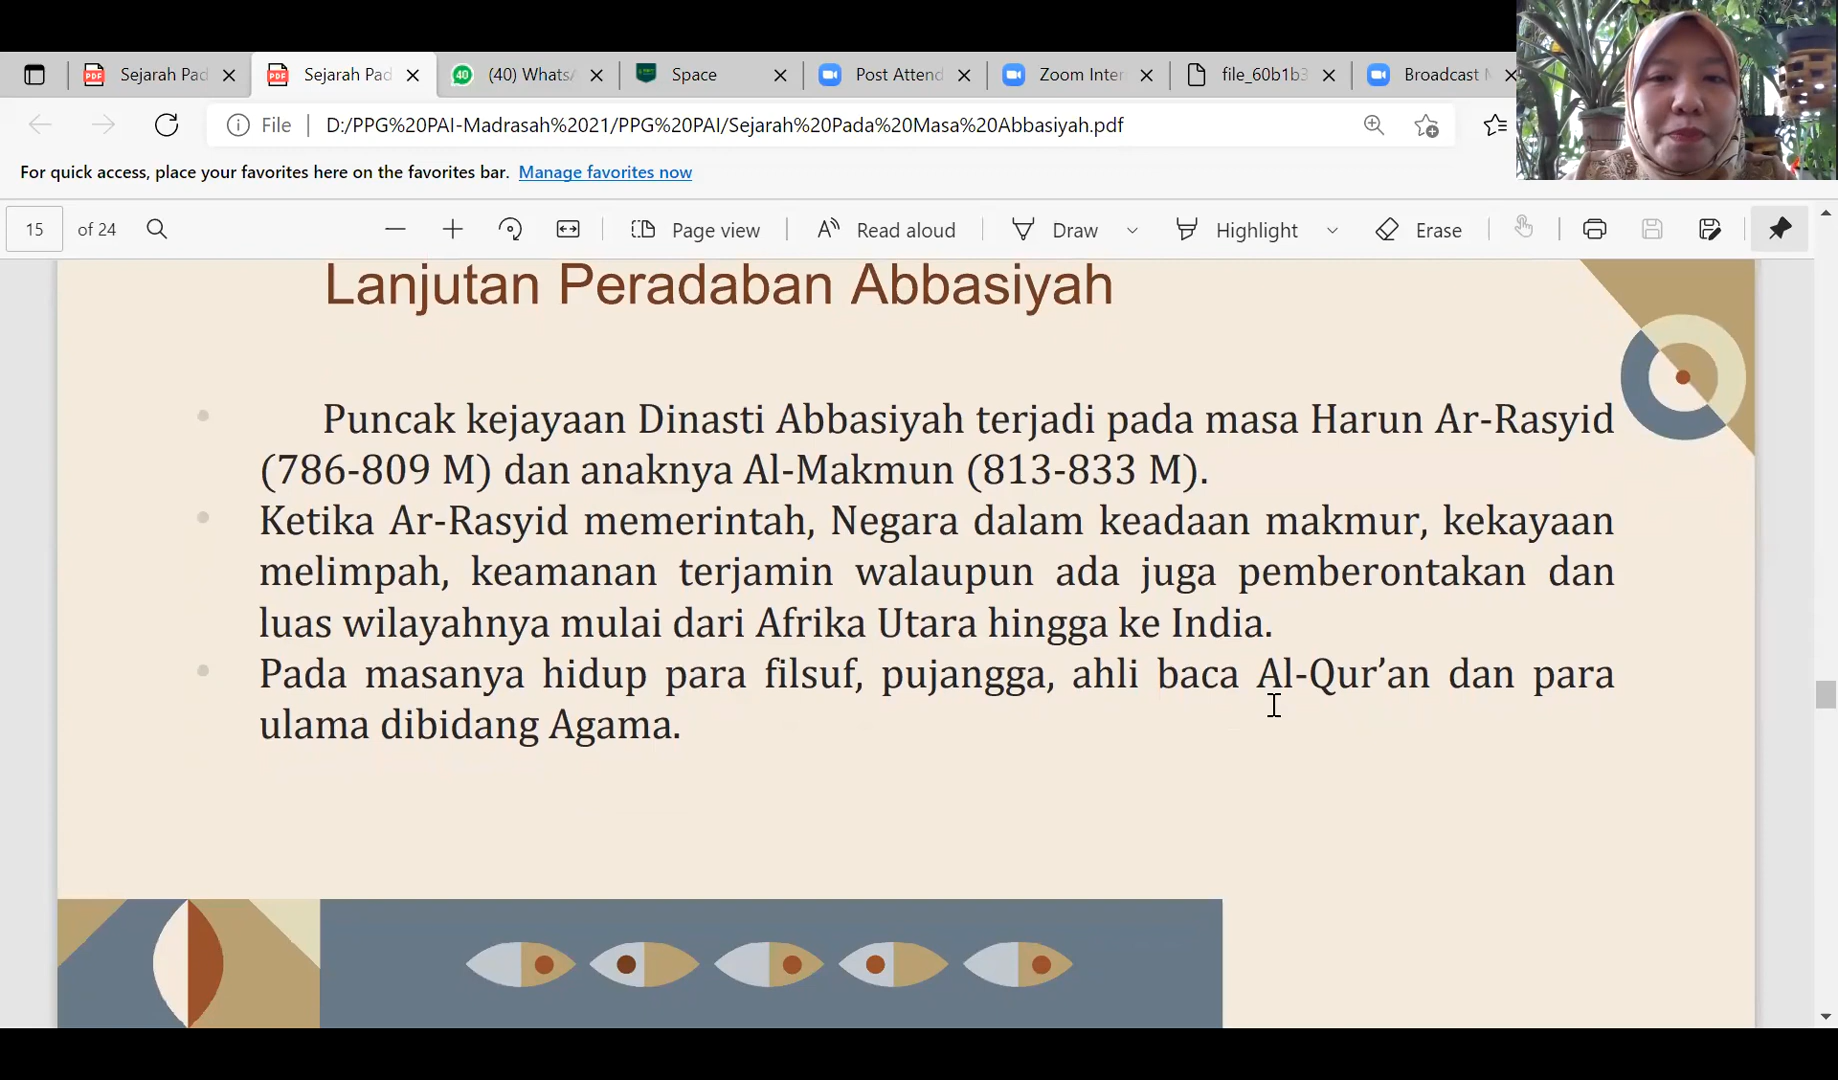 Sejarah Pad
Sejarah Pad
40
(40) Whats
Space
Post Attend
Zoom Inter
file_60b1b3
Broadcast M
File
D:/PPG%20PAI-Madrasah%2021/PPG%20PAI/Sejarah%20Pada%20Masa%20Abbasiyah.pdf
For quick access, place your favorites here on the favorites bar. Manage favorites now
15 of 24
Page view
Read aloud
Draw
Highlight
Erase
Lanjutan Peradaban Abbasiyah
Puncak kejayaan Dinasti Abbasiyah terjadi pada masa Harun Ar-Rasyid
(786-809 M) dan anaknya Al-Makmun (813-833 M).
Ketika Ar-Rasyid memerintah, Negara dalam keadaan makmur, kekayaan
melimpah, keamanan terjamin walaupun ada juga pemberontakan dan
luas wilayahnya mulai dari Afrika Utara hingga ke India.
Pada masanya hidup para filsuf, pujangga, ahli baca Al-Qur’an dan para
ulama dibidang Agama.